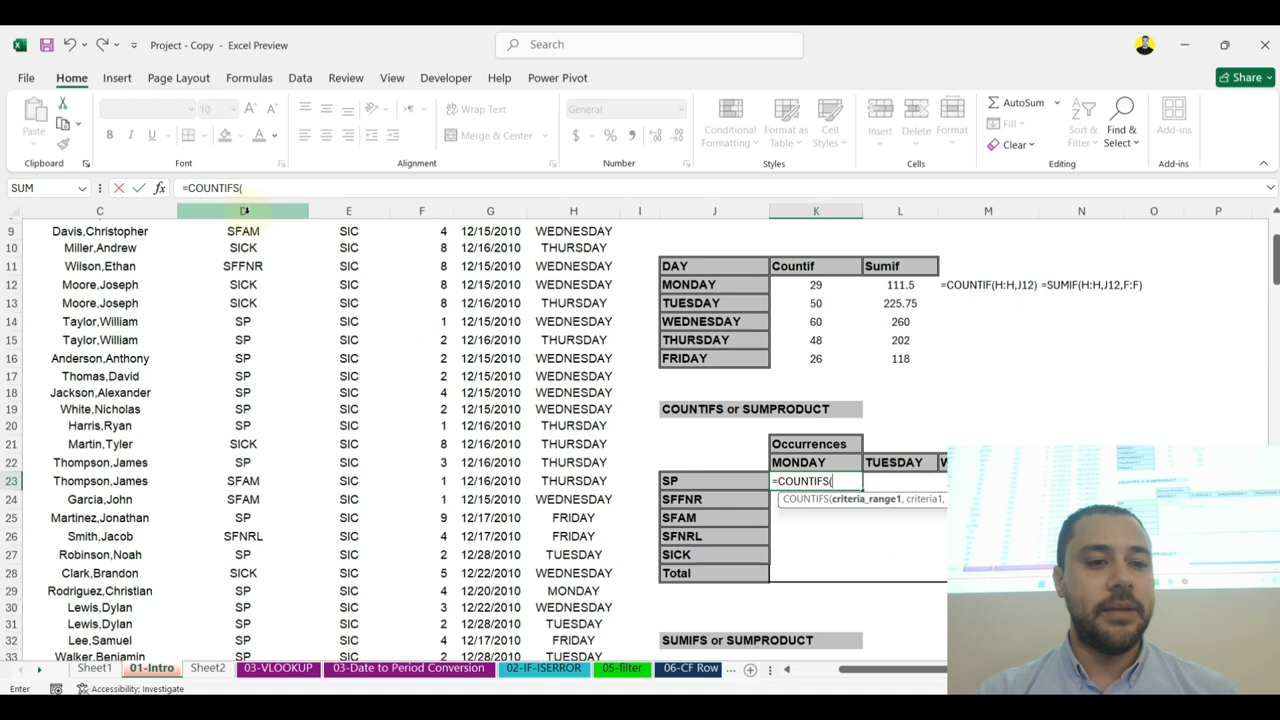 Project - Copy - Excel Preview
Search
File Home Insert Page Layout Formulas Data Review View Developer Help Power Pivot Share
10 A A Wrap Text General AutoSum
Paste B I U A Merge & Center $ % , Conditional Formatting Format as Table Cell Styles Insert Delete Format Fill Clear Sort & Filter Find & Select Add-ins
Clipboard Font Alignment Number Styles Cells Editing Add-ins
SUM fx =COUNTIFS(
C D E F G H I J K L M N O P
9 Davis,Christopher SFAM SIC 4 12/15/2010 WEDNESDAY
10 Miller,Andrew SICK SIC 8 12/16/2010 THURSDAY
11 Wilson,Ethan SFFNR SIC 8 12/15/2010 WEDNESDAY DAY Countif Sumif
12 Moore,Joseph SICK SIC 8 12/15/2010 WEDNESDAY MONDAY 29 111.5 =COUNTIF(H:H,J12) =SUMIF(H:H,J12,F:F)
13 Moore,Joseph SICK SIC 8 12/16/2010 THURSDAY TUESDAY 50 225.75
14 Taylor,William SP SIC 1 12/15/2010 WEDNESDAY WEDNESDAY 60 260
15 Taylor,William SP SIC 2 12/16/2010 THURSDAY THURSDAY 48 202
16 Anderson,Anthony SP SIC 2 12/15/2010 WEDNESDAY FRIDAY 26 118
17 Thomas,David SP SIC 2 12/15/2010 WEDNESDAY
18 Jackson,Alexander SP SIC 4 12/15/2010 WEDNESDAY
19 White,Nicholas SP SIC 2 12/15/2010 WEDNESDAY COUNTIFS or SUMPRODUCT
20 Harris,Ryan SP SIC 1 12/16/2010 THURSDAY
21 Martin,Tyler SICK SIC 8 12/16/2010 THURSDAY Occurrences
22 Thompson,James SP SIC 3 12/16/2010 THURSDAY MONDAY TUESDAY W
23 Thompson,James SFAM SIC 1 12/16/2010 THURSDAY SP =COUNTIFS(
24 Garcia,John SFAM SIC 1 12/15/2010 WEDNESDAY SFFNR COUNTIFS(criteria_range1, criteria1,
25 Martinez,Jonathan SP SIC 9 12/17/2010 FRIDAY SFAM
26 Smith,Jacob SFNRL SIC 4 12/17/2010 FRIDAY SFNRL
27 Robinson,Noah SP SIC 2 12/28/2010 TUESDAY SICK
28 Clark,Brandon SICK SIC 5 12/22/2010 WEDNESDAY Total
29 Rodriguez,Christian SP SIC 4 12/20/2010 MONDAY
30 Lewis,Dylan SP SIC 3 12/22/2010 WEDNESDAY
31 Lewis,Dylan SP SIC 2 12/28/2010 TUESDAY
32 Lee,Samuel SP SIC 4 12/17/2010 FRIDAY SUMIFS or SUMPRODUCT
33 Walker,Benjamin SP SIC 2 12/28/2010 TUESDAY
Sheet1 01-Intro Sheet2 03-VLOOKUP 03-Date to Period Conversion 02-IF-ISERROR 05-filter 06-CF Row ...
Enter Accessibility: Investigate